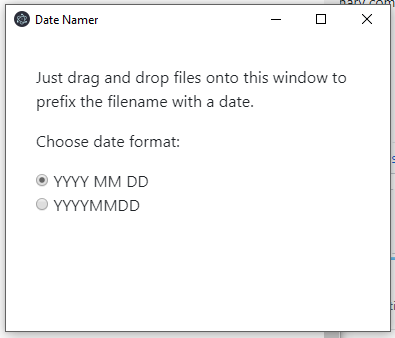 Date Namer
Just drag and drop files onto this window to
prefix the filename with a date.
Choose date format:
YYYY MM DD
YYYYMMDD